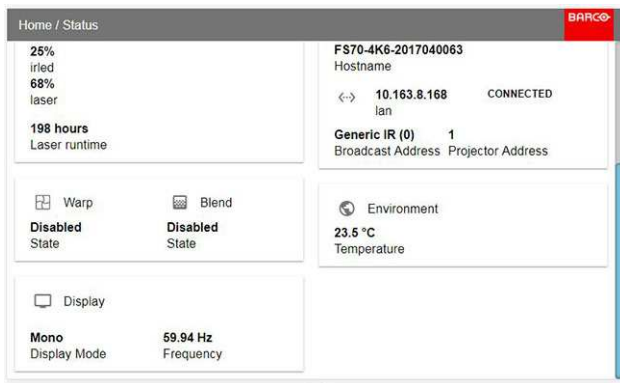 Home / Status
BARCO
25%
irled
68%
laser
198 hours
Laser runtime
FS70-4K6-2017040063
Hostname
10.163.8.168 CONNECTED
lan
Generic IR (0) 1
Broadcast Address Projector Address
Warp Blend
Disabled Disabled
State State
Environment
23.5 °C
Temperature
Display
Mono 59.94 Hz
Display Mode Frequency